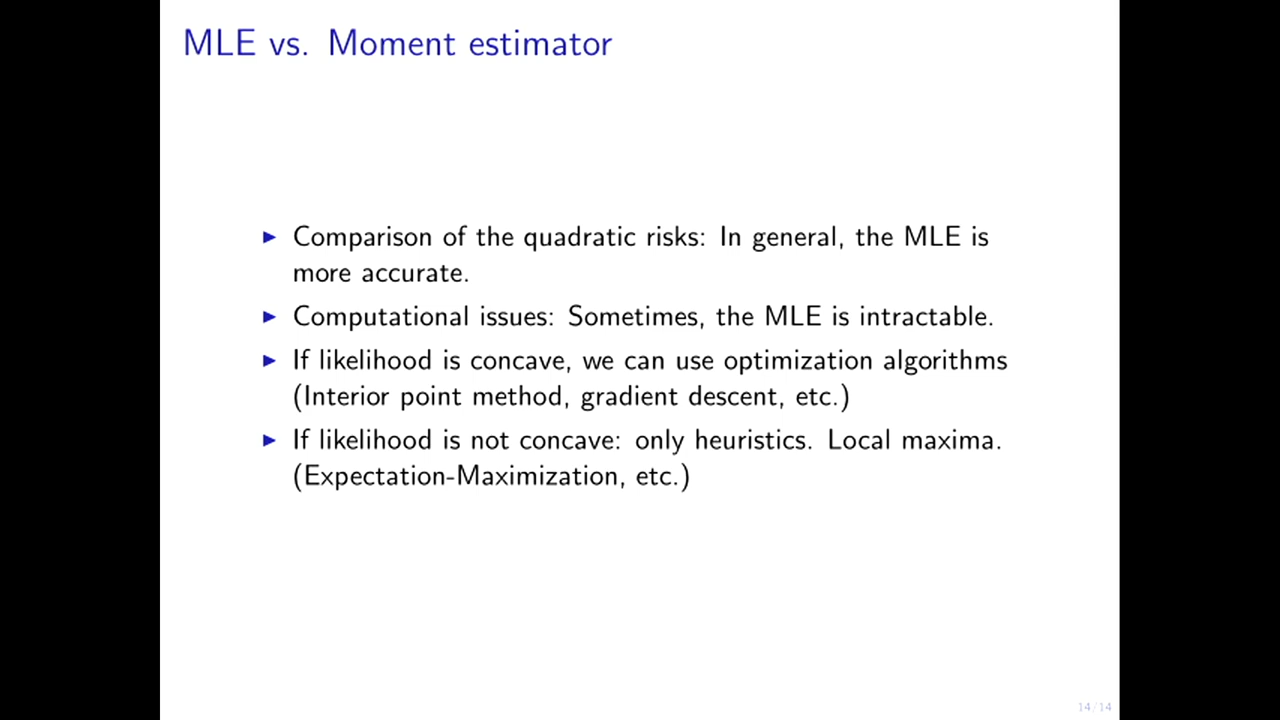 MLE vs. Moment estimator
▶ Comparison of the quadratic risks: In general, the MLE is
more accurate.
▶ Computational issues: Sometimes, the MLE is intractable.
▶ If likelihood is concave, we can use optimization algorithms
(Interior point method, gradient descent, etc.)
▶ If likelihood is not concave: only heuristics. Local maxima.
(Expectation-Maximization, etc.)
14/14